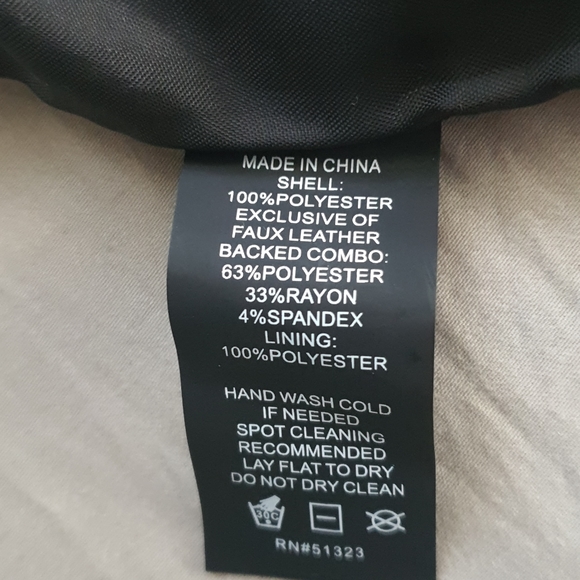 MADE IN CHINA
SHELL:
100%POLYESTER
EXCLUSIVE OF
FAUX LEATHER
BACKED COMBO:
63%POLYESTER
33%RAYON
4%SPANDEX
LINING:
100%POLYESTER
HAND WASH COLD
IF NEEDED
SPOT CLEANING
RECOMMENDED
LAY FLAT TO DRY
DO NOT DRY CLEAN
30C
RN#51323